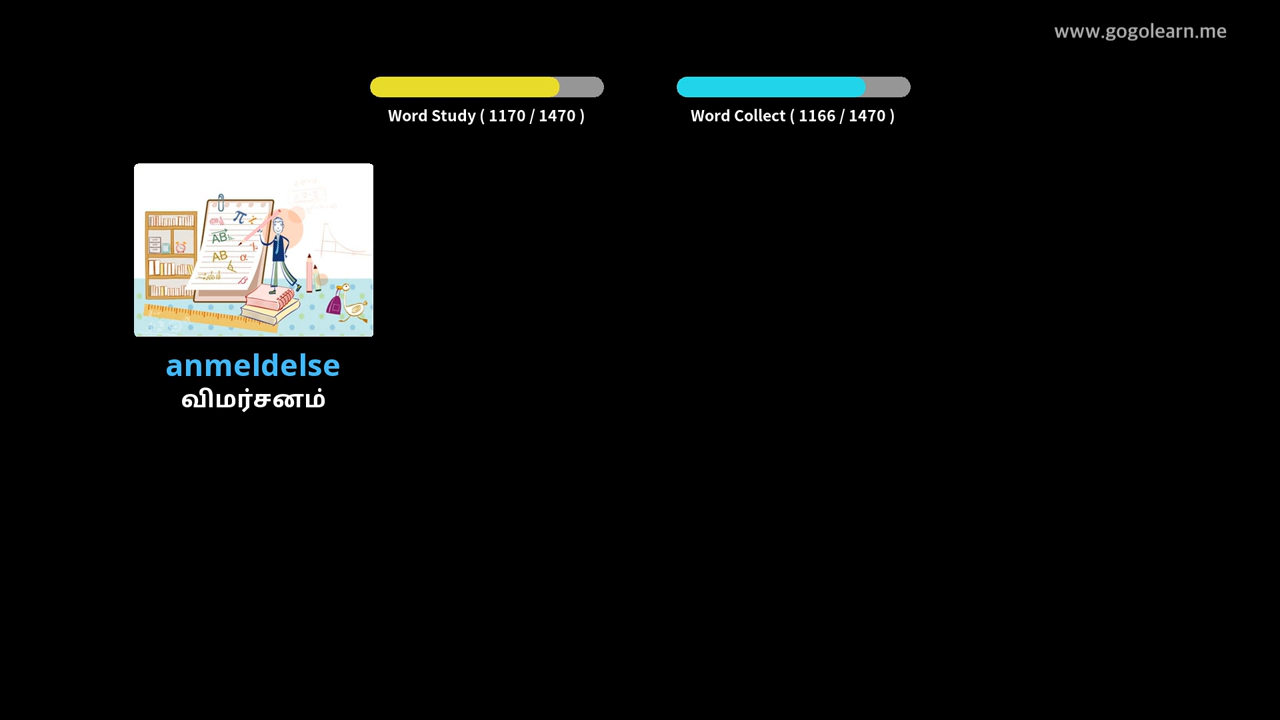 www.gogolearn.me
Word Study ( 1170 / 1470 )
Word Collect ( 1166 / 1470 )
anmeldelse
விமர்சனம்